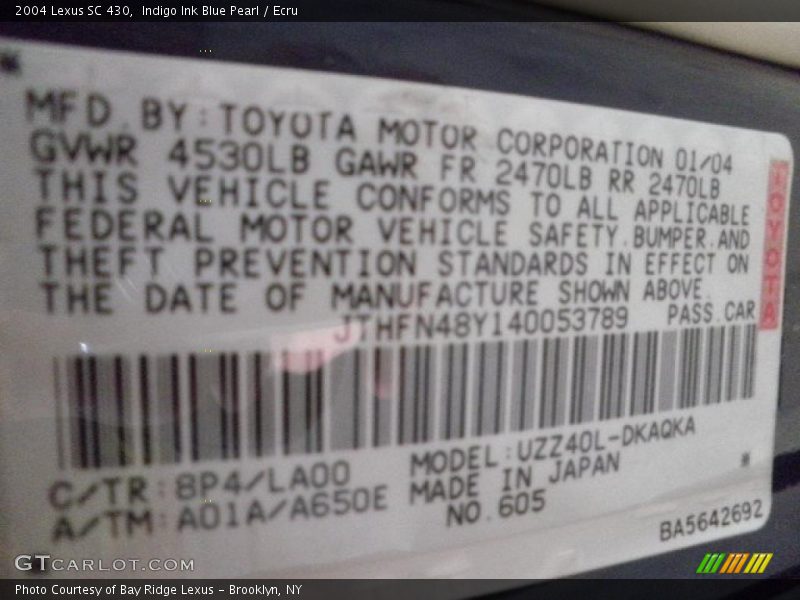 2004 Lexus SC 430,  Indigo Ink Blue Pearl / Ecru
MFD. BY: TOYOTA MOTOR CORPORATION 01/04
GVWR 4530LB GAWR FR 2470LB RR 2470LB
THIS VEHICLE CONFORMS TO ALL APPLICABLE
FEDERAL MOTOR VEHICLE SAFETY.BUMPER.AND
THEFT PREVENTION STANDARDS IN EFFECT ON
THE DATE OF MANUFACTURE SHOWN ABOVE.
JTHFN48Y140053789 PASS.CAR
TOYOTA
C/TR:8P4/LA00 MODEL:UZZ40L-DKAQKA
A/TM:A01A/A650E MADE IN JAPAN
NO.605
BA5642692
GTCARLOT.COM
Photo Courtesy of Bay Ridge Lexus - Brooklyn, NY